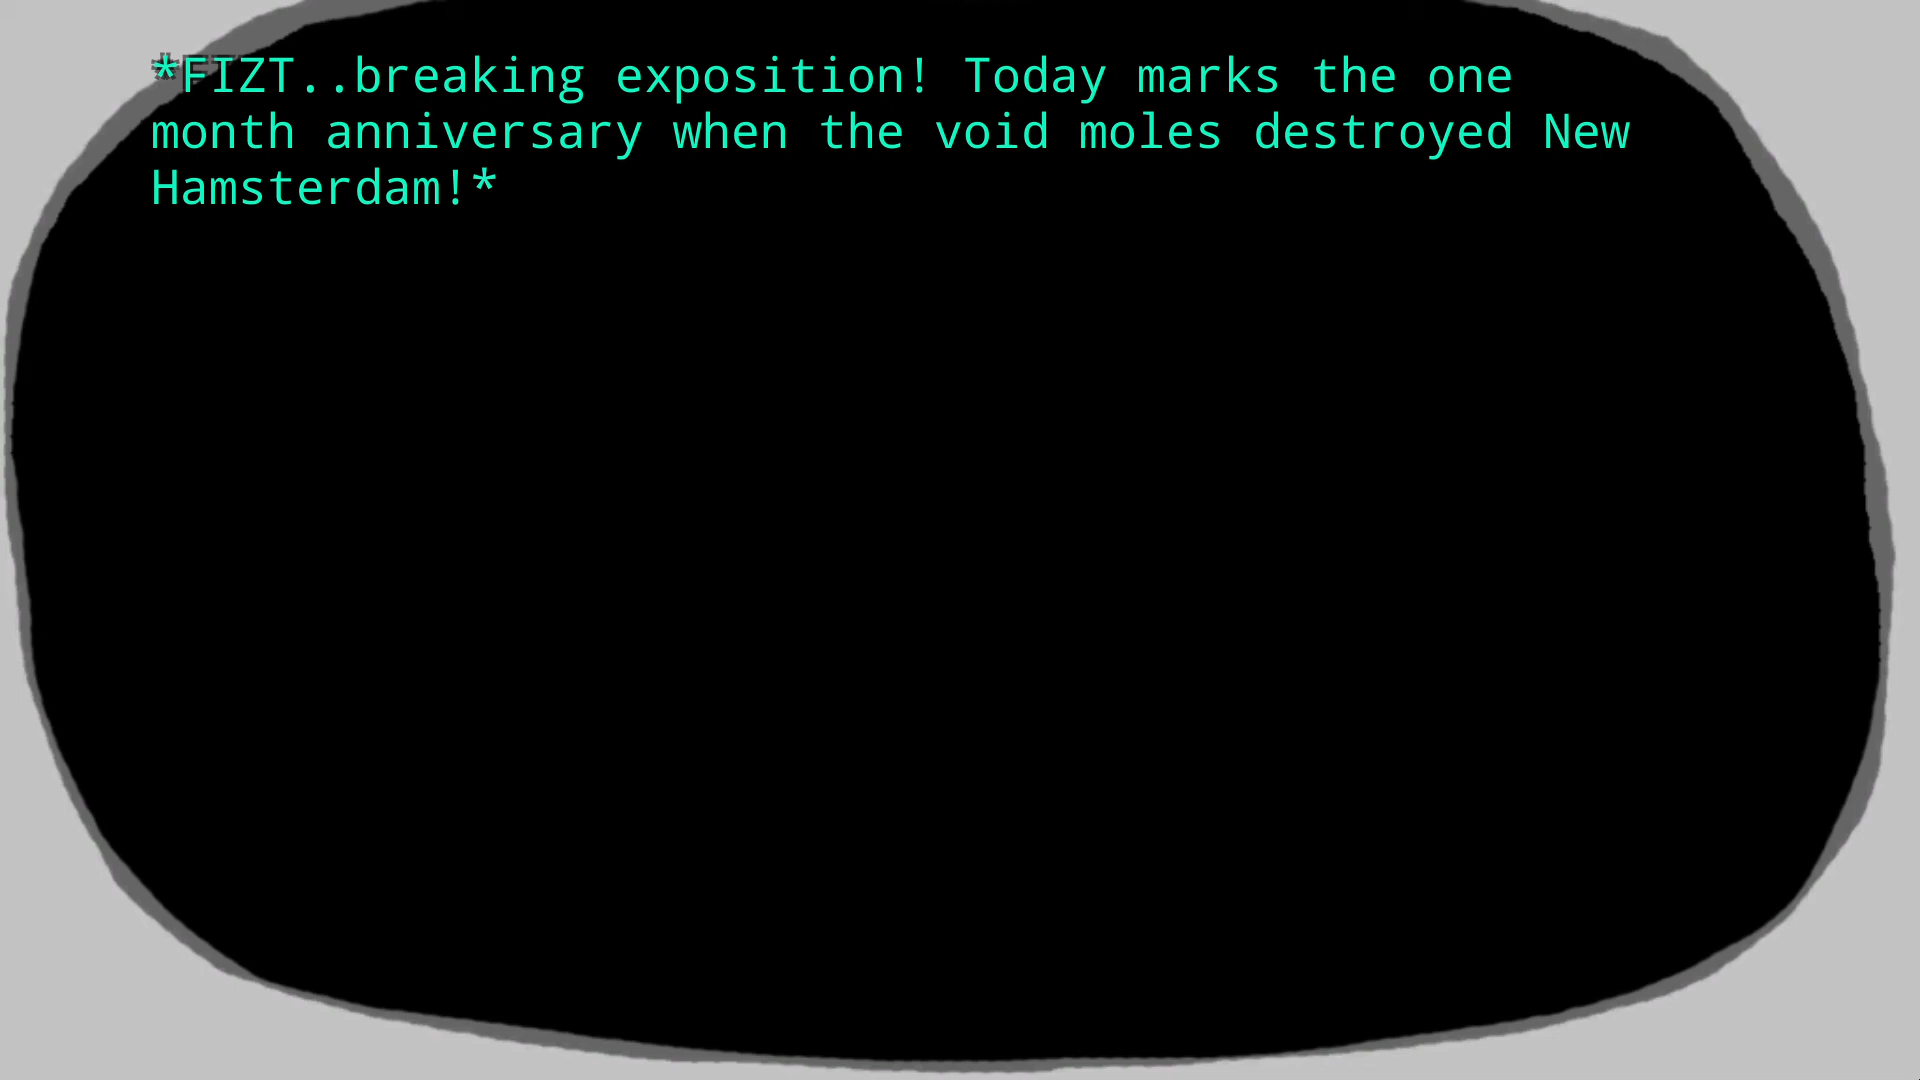 *FIZT..breaking exposition! Today marks the one
month anniversary when the void moles destroyed New
Hamsterdam!*